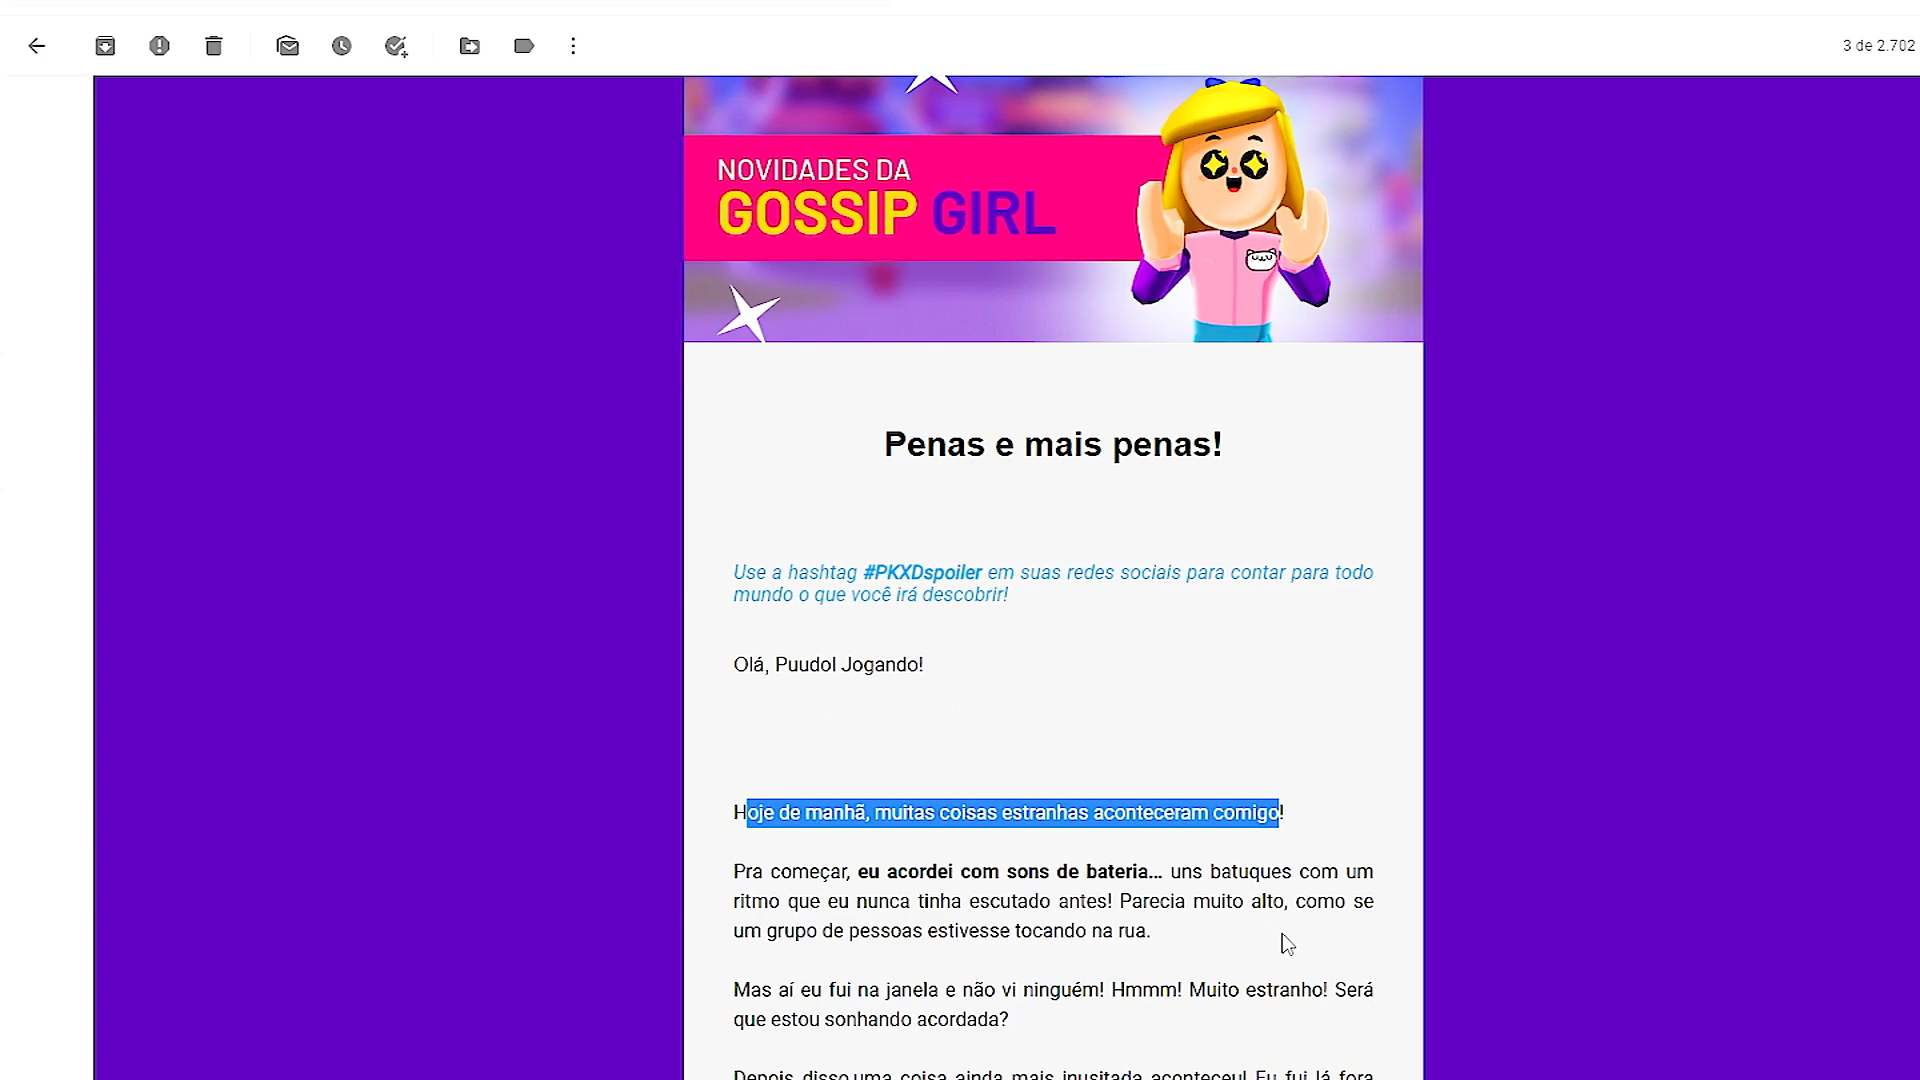 3 de 2.702
NOVIDADES DA
GOSSIP GIRL
Penas e mais penas!
Use a hashtag #PKXDspoiler em suas redes sociais para contar para todo
mundo o que você irá descobrir!
Olá, Puudol Jogando!
Hoje de manhã, muitas coisas estranhas aconteceram comigo!
Pra começar, eu acordei com sons de bateria... uns batuques com um
ritmo que eu nunca tinha escutado antes! Parecia muito alto, como se
um grupo de pessoas estivesse tocando na rua.
Mas aí eu fui na janela e não vi ninguém! Hmmm! Muito estranho! Será
que estou sonhando acordada?
Depois disso uma coisa ainda mais inusitada aconteceu! Eu fui lá fora